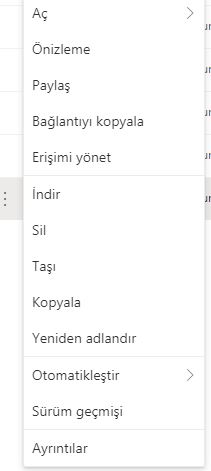 Aç
Önizleme
Paylaş
Bağlantıyı kopyala
Erişimi yönet
İndir
Sil
Taşı
Kopyala
Yeniden adlandır
Otomatikleştir
Sürüm geçmişi
Ayrıntılar